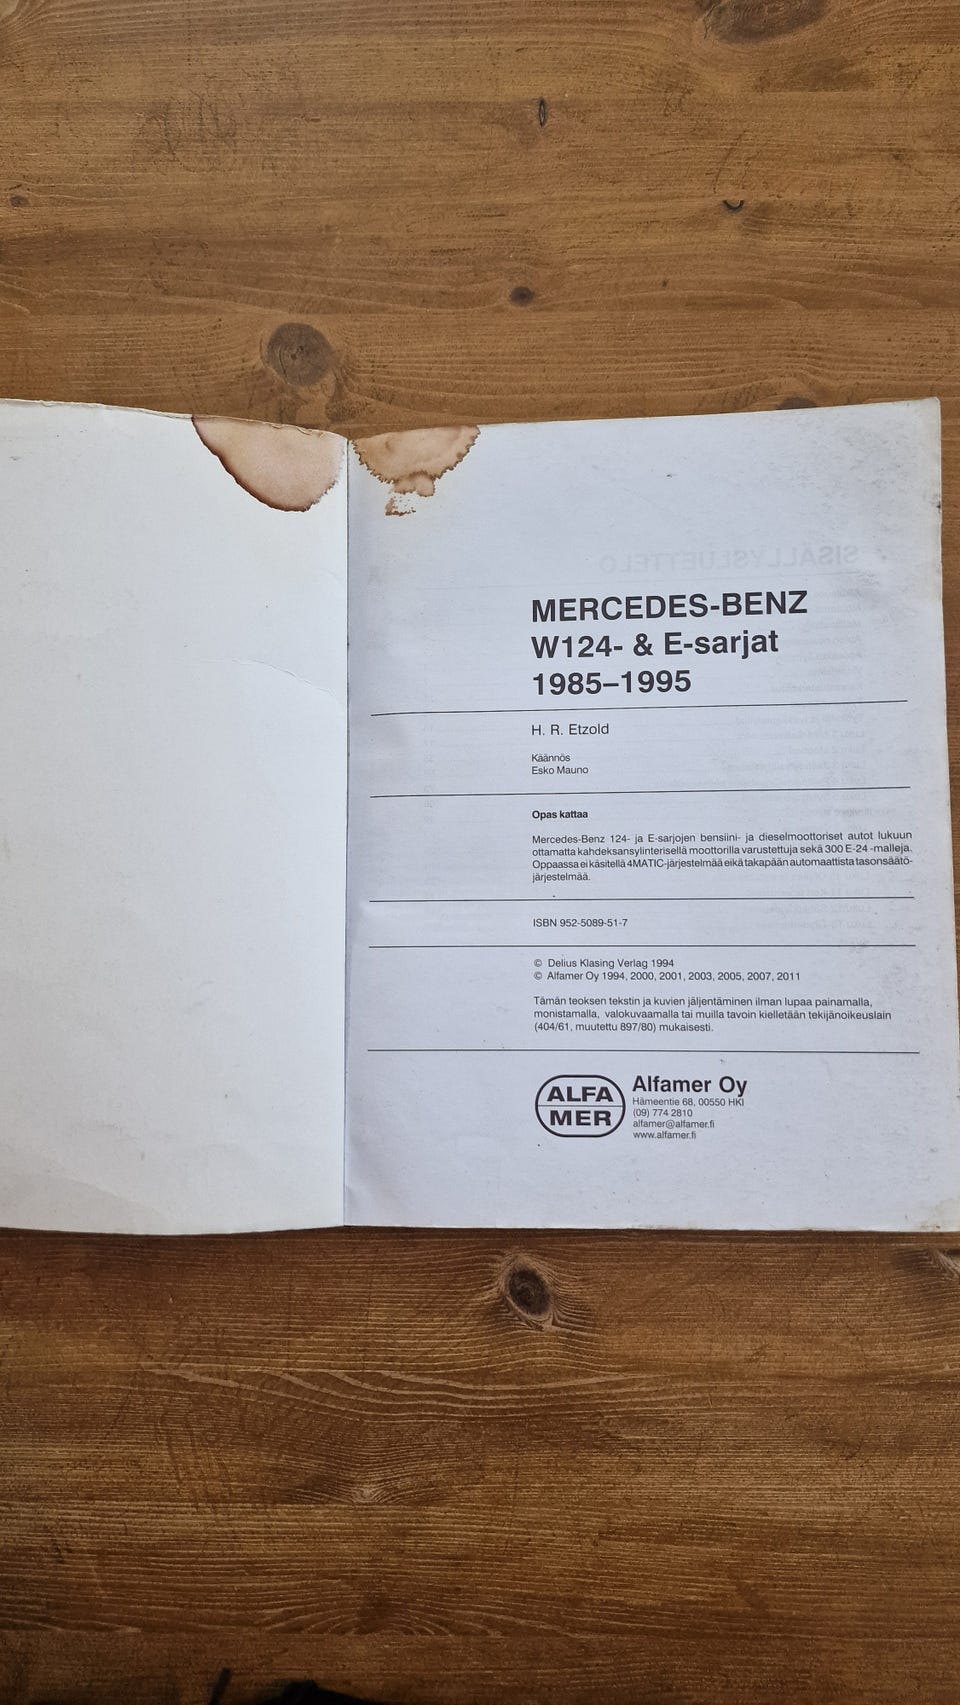 SISÄLLYSLUETTELO
MERCEDES-BENZ
W124- & E-sarjat
1985–1995
H. R. Etzold
Käännös
Esko Mauno
Opas kattaa
Mercedes-Benz 124- ja E-sarjojen bensiini- ja dieselmoottoriset autot lukuun
ottamatta kahdeksansylinterisellä moottorilla varustettuja sekä 300 E-24 -malleja.
Oppaassa ei käsitellä 4MATIC-järjestelmää eikä takapään automaattista tasonsäätö-
järjestelmää.
ISBN 952-5089-51-7
© Delius Klasing Verlag 1994
© Alfamer Oy 1994, 2000, 2001, 2003, 2005, 2007, 2011
Tämän teoksen tekstin ja kuvien jäljentäminen ilman lupaa painamalla,
monistamalla, valokuvaamalla tai muilla tavoin kielletään tekijänoikeuslain
(404/61, muutettu 897/80) mukaisesti.
ALFA
MER
Alfamer Oy
Hämeentie 68, 00550 HKI
(09) 774 2810
alfamer@alfamer.fi
www.alfamer.fi